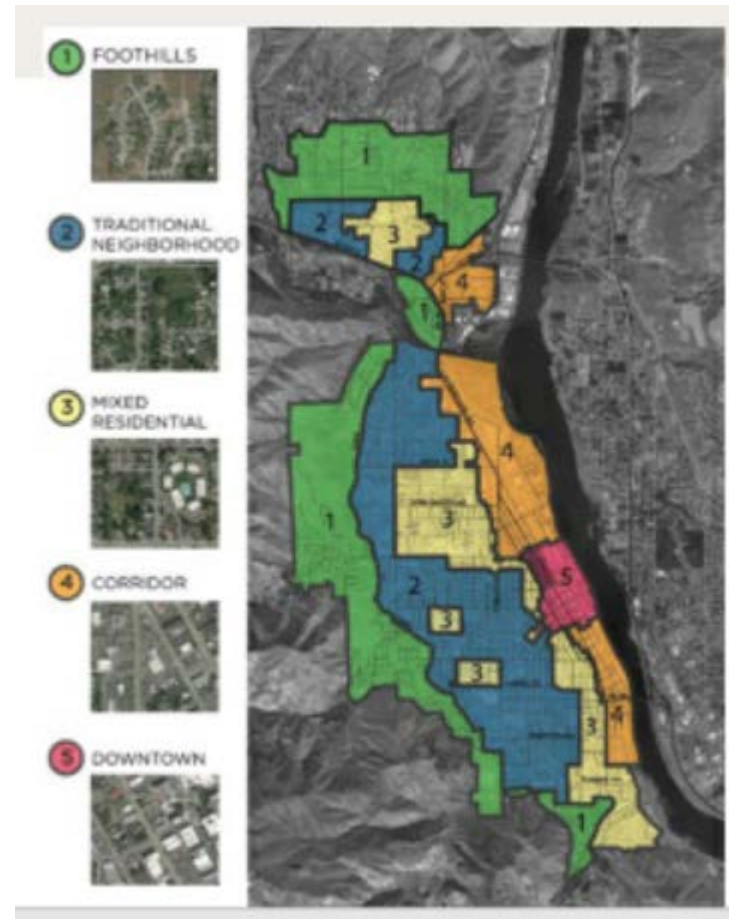 1 FOOTHILLS
2 TRADITIONAL
NEIGHBORHOOD
3 MIXED
RESIDENTIAL
4 CORRIDOR
5 DOWNTOWN
1
2
3
2
4
1
4
3
1
5
2
3
3
3
4
1